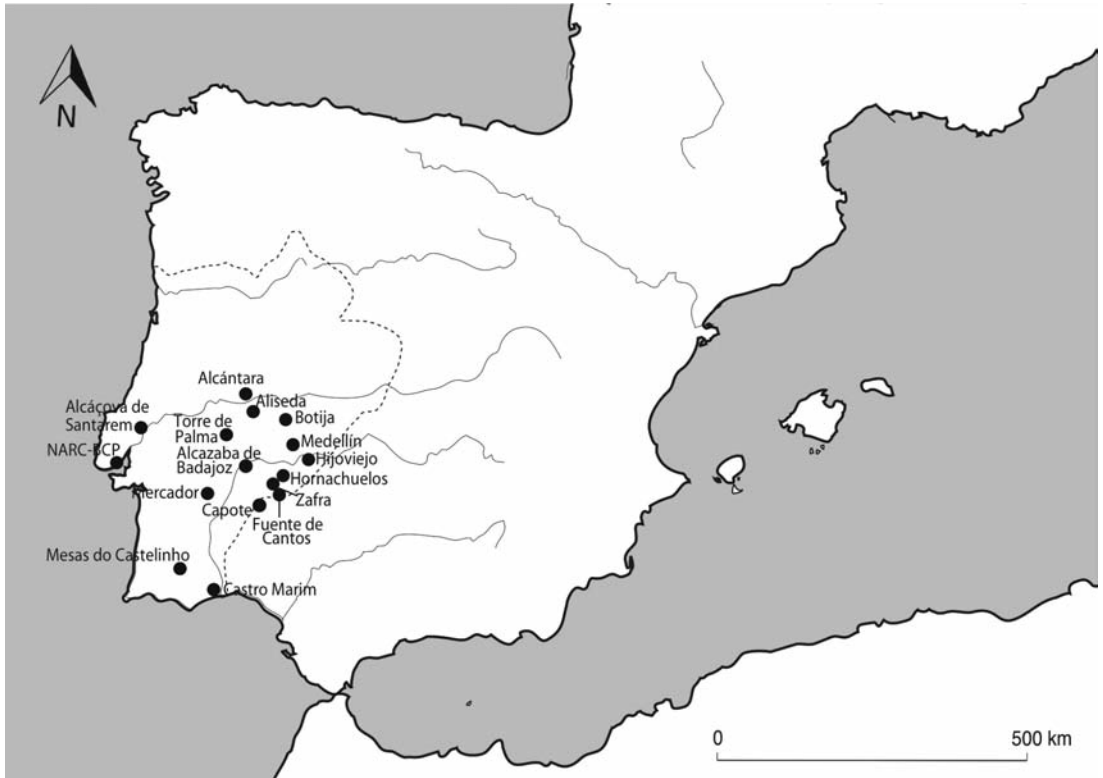 N
Alcántara
Aliseda
Alcáçova de
Santarem
Torre de
Palma
Botija
NARC-BCP
Medellín
Alcazaba de
Badajoz
Hijoviejo
Hornachuelos
Mercador
Zafra
Capote
Fuente de
Cantos
Mesas do Castelinho
Castro Marim
0
500 km